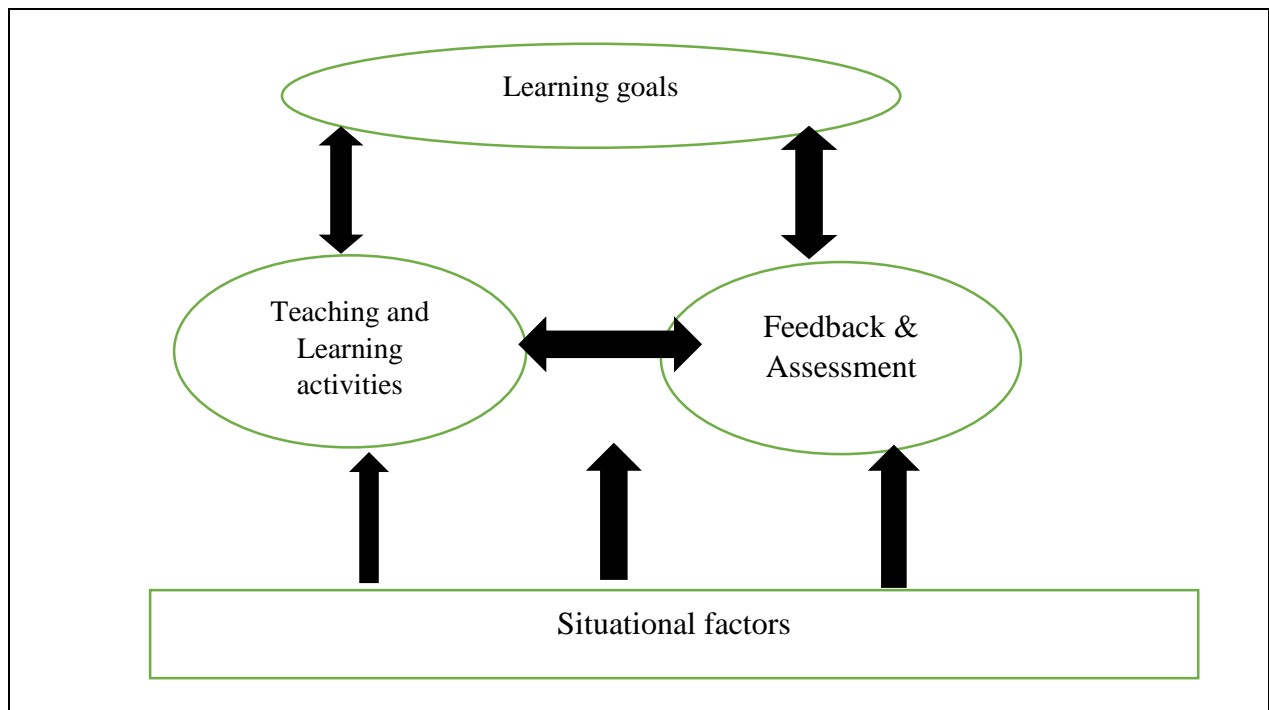 Learning goals
Teaching and
Learning
activities
Feedback &
Assessment
Situational factors